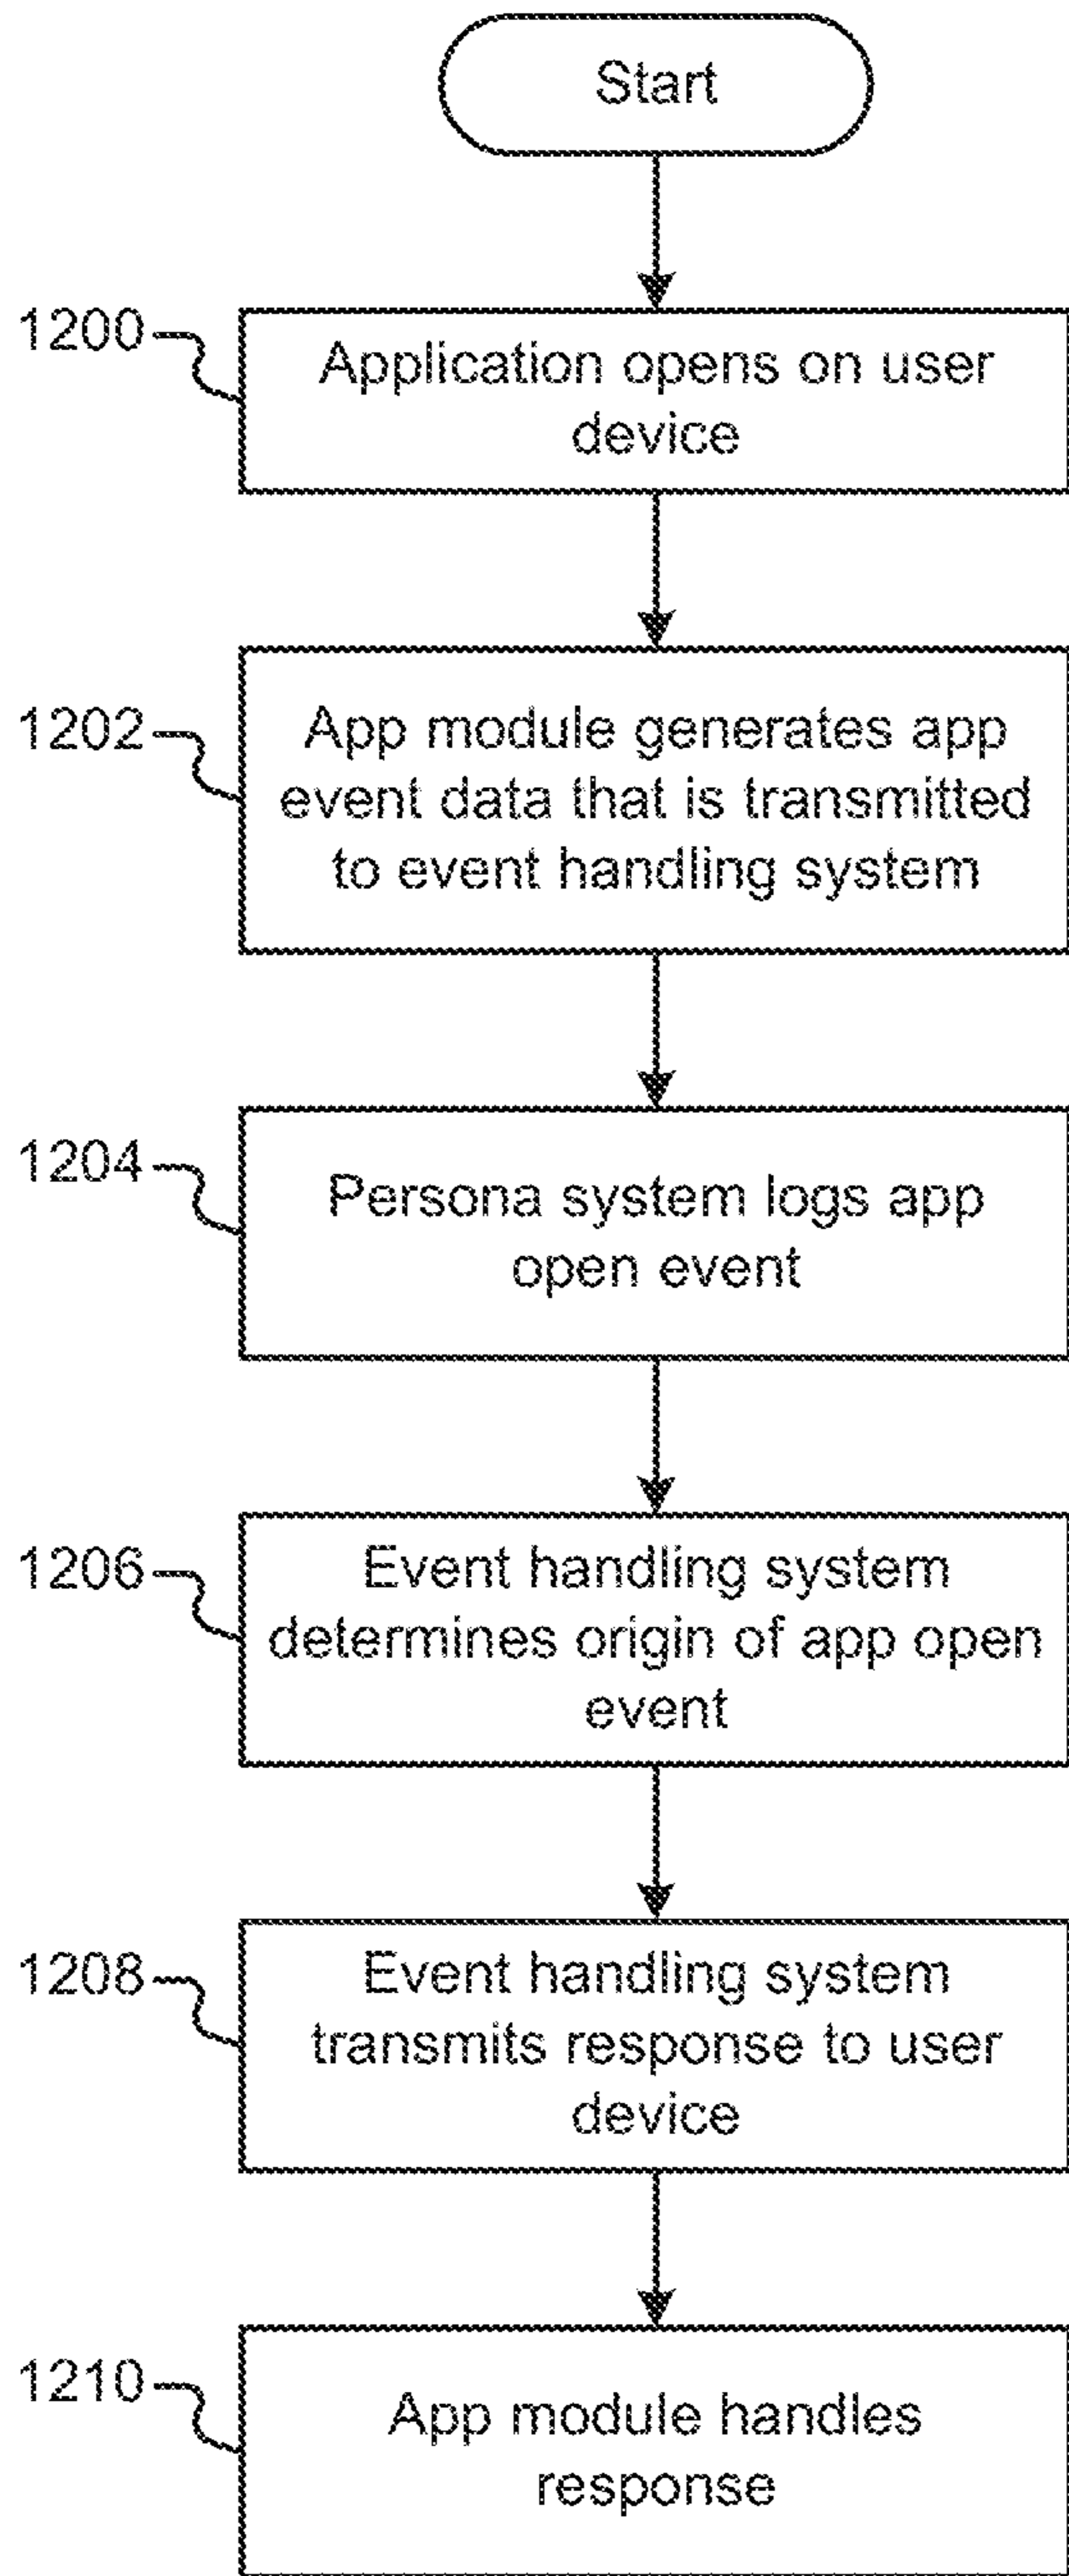 Start
1200
Application opens on user
device
1202
App module generates app
event data that is transmitted
to event handling system
1204
Persona system logs app
open event
1206
Event handling system
determines origin of app open
event
1208
Event handling system
transmits response to user
device
1210
App module handles
response